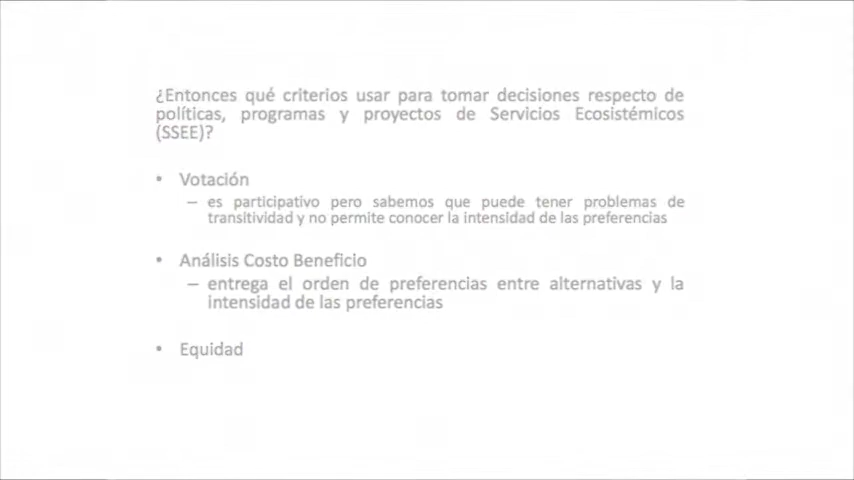 ¿Entonces qué criterios usar para tomar decisiones respecto de
políticas, programas y proyectos de Servicios Ecosistémicos
(SSEE)?
• Votación
– es participativo pero sabemos que puede tener problemas de
transitividad y no permite conocer la intensidad de las preferencias
• Análisis Costo Beneficio
– entrega el orden de preferencias entre alternativas y la
intensidad de las preferencias
• Equidad